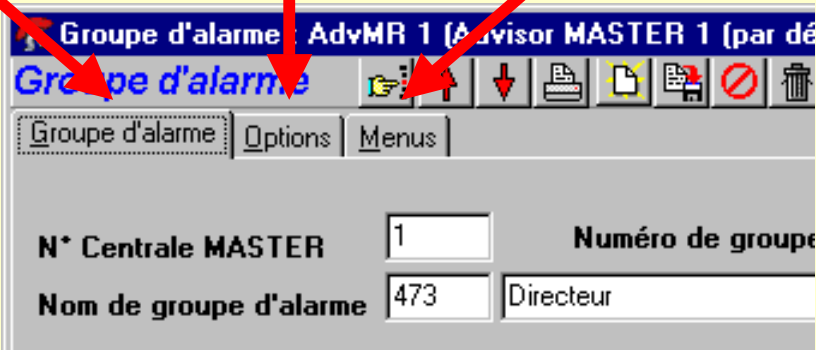 Groupe d'alarme : AdvMR 1 (Advisor MASTER 1 (par dé
Groupe d'alarme
Groupe d'alarme Options Menus
N° Centrale MASTER 1 Numéro de groupe
Nom de groupe d'alarme 473 Directeur